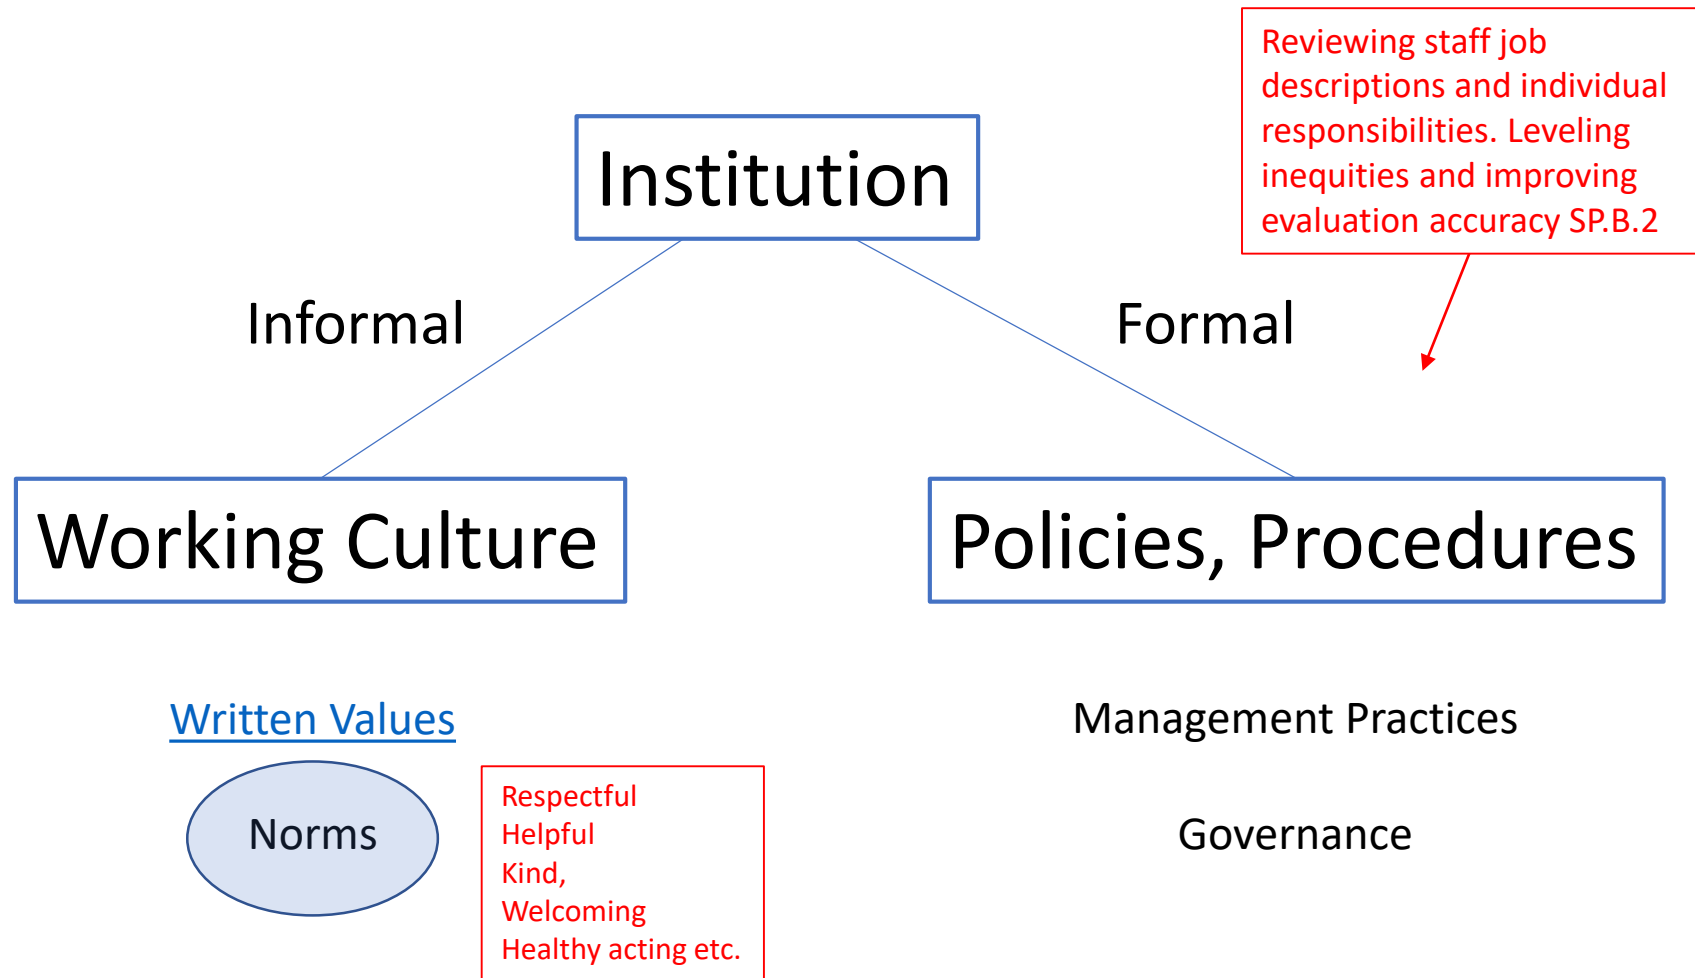 Reviewing staff job
descriptions and individual
responsibilities. Leveling
inequities and improving
evaluation accuracy SP.B.2
Institution
Informal
Formal
Working Culture
Policies, Procedures
Written Values
Management Practices
Norms
Respectful
Helpful
Kind,
Welcoming
Healthy acting etc.
Governance